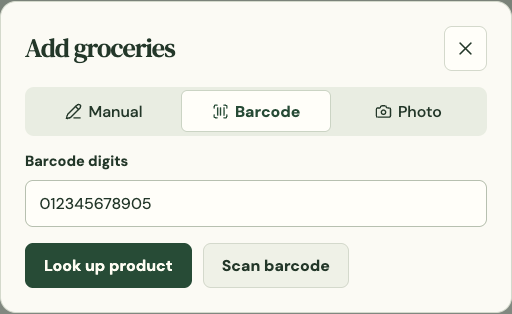 Add groceries
Manual
Barcode
Photo
Barcode digits
012345678905
Look up product
Scan barcode